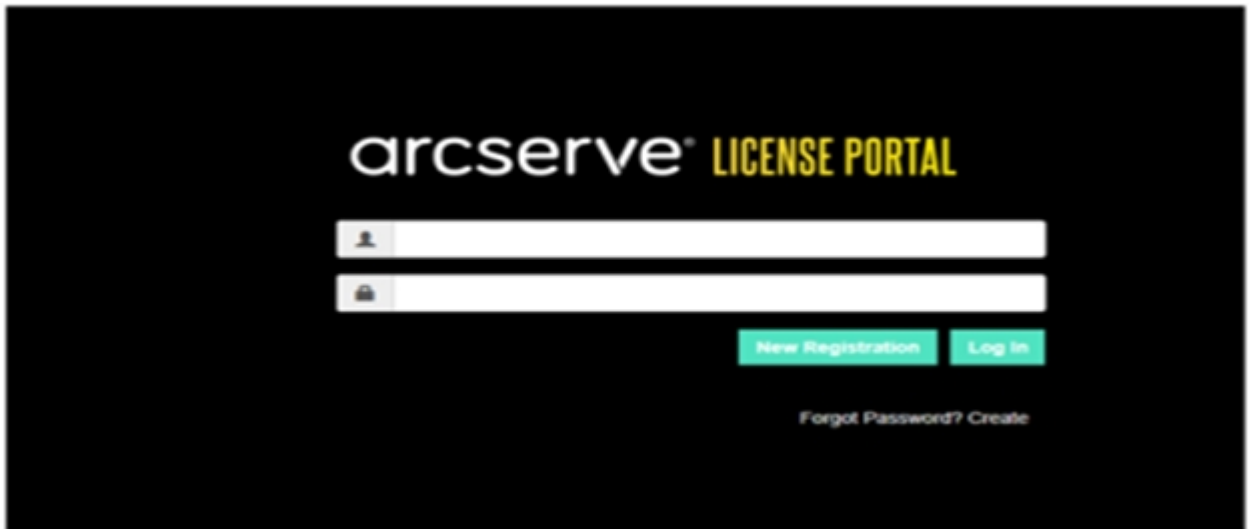 arcserve® LICENSE PORTAL
New Registration Log In
Forgot Password? Create